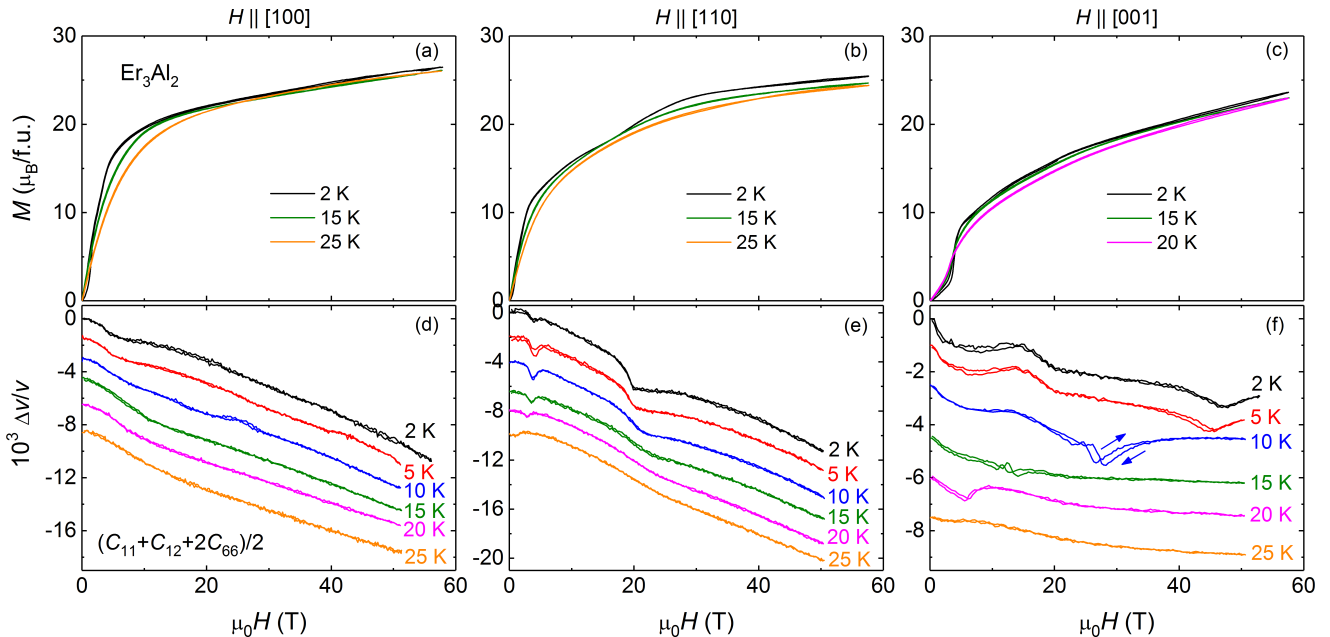 H || [100]
H || [110]
H || [001]
30
20
10
0
M (μB/f.u.)
(a)
Er3Al2
2 K
15 K
25 K
30
20
10
0
(b)
2 K
15 K
25 K
30
20
10
0
(c)
2 K
15 K
20 K
0
-4
-8
-12
-16
10³ Δv/v
(d)
2 K
5 K
10 K
15 K
20 K
25 K
(C11+C12+2C66)/2
0
-4
-8
-12
-16
-20
(e)
2 K
5 K
10 K
15 K
20 K
25 K
0
-2
-4
-6
-8
(f)
2 K
5 K
10 K
15 K
20 K
25 K
0 20 40 60
0 20 40 60
0 20 40 60
μ0H (T)
μ0H (T)
μ0H (T)